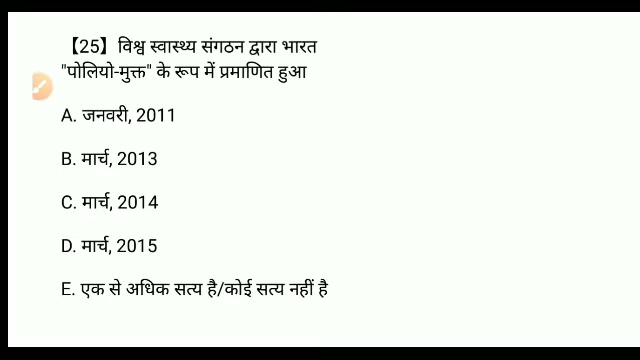 【25】 विश्व स्वास्थ्य संगठन द्वारा भारत
"पोलियो-मुक्त" के रूप में प्रमाणित हुआ
A. जनवरी, 2011
B. मार्च, 2013
C. मार्च, 2014
D. मार्च, 2015
E. एक से अधिक सत्य है/कोई सत्य नहीं है